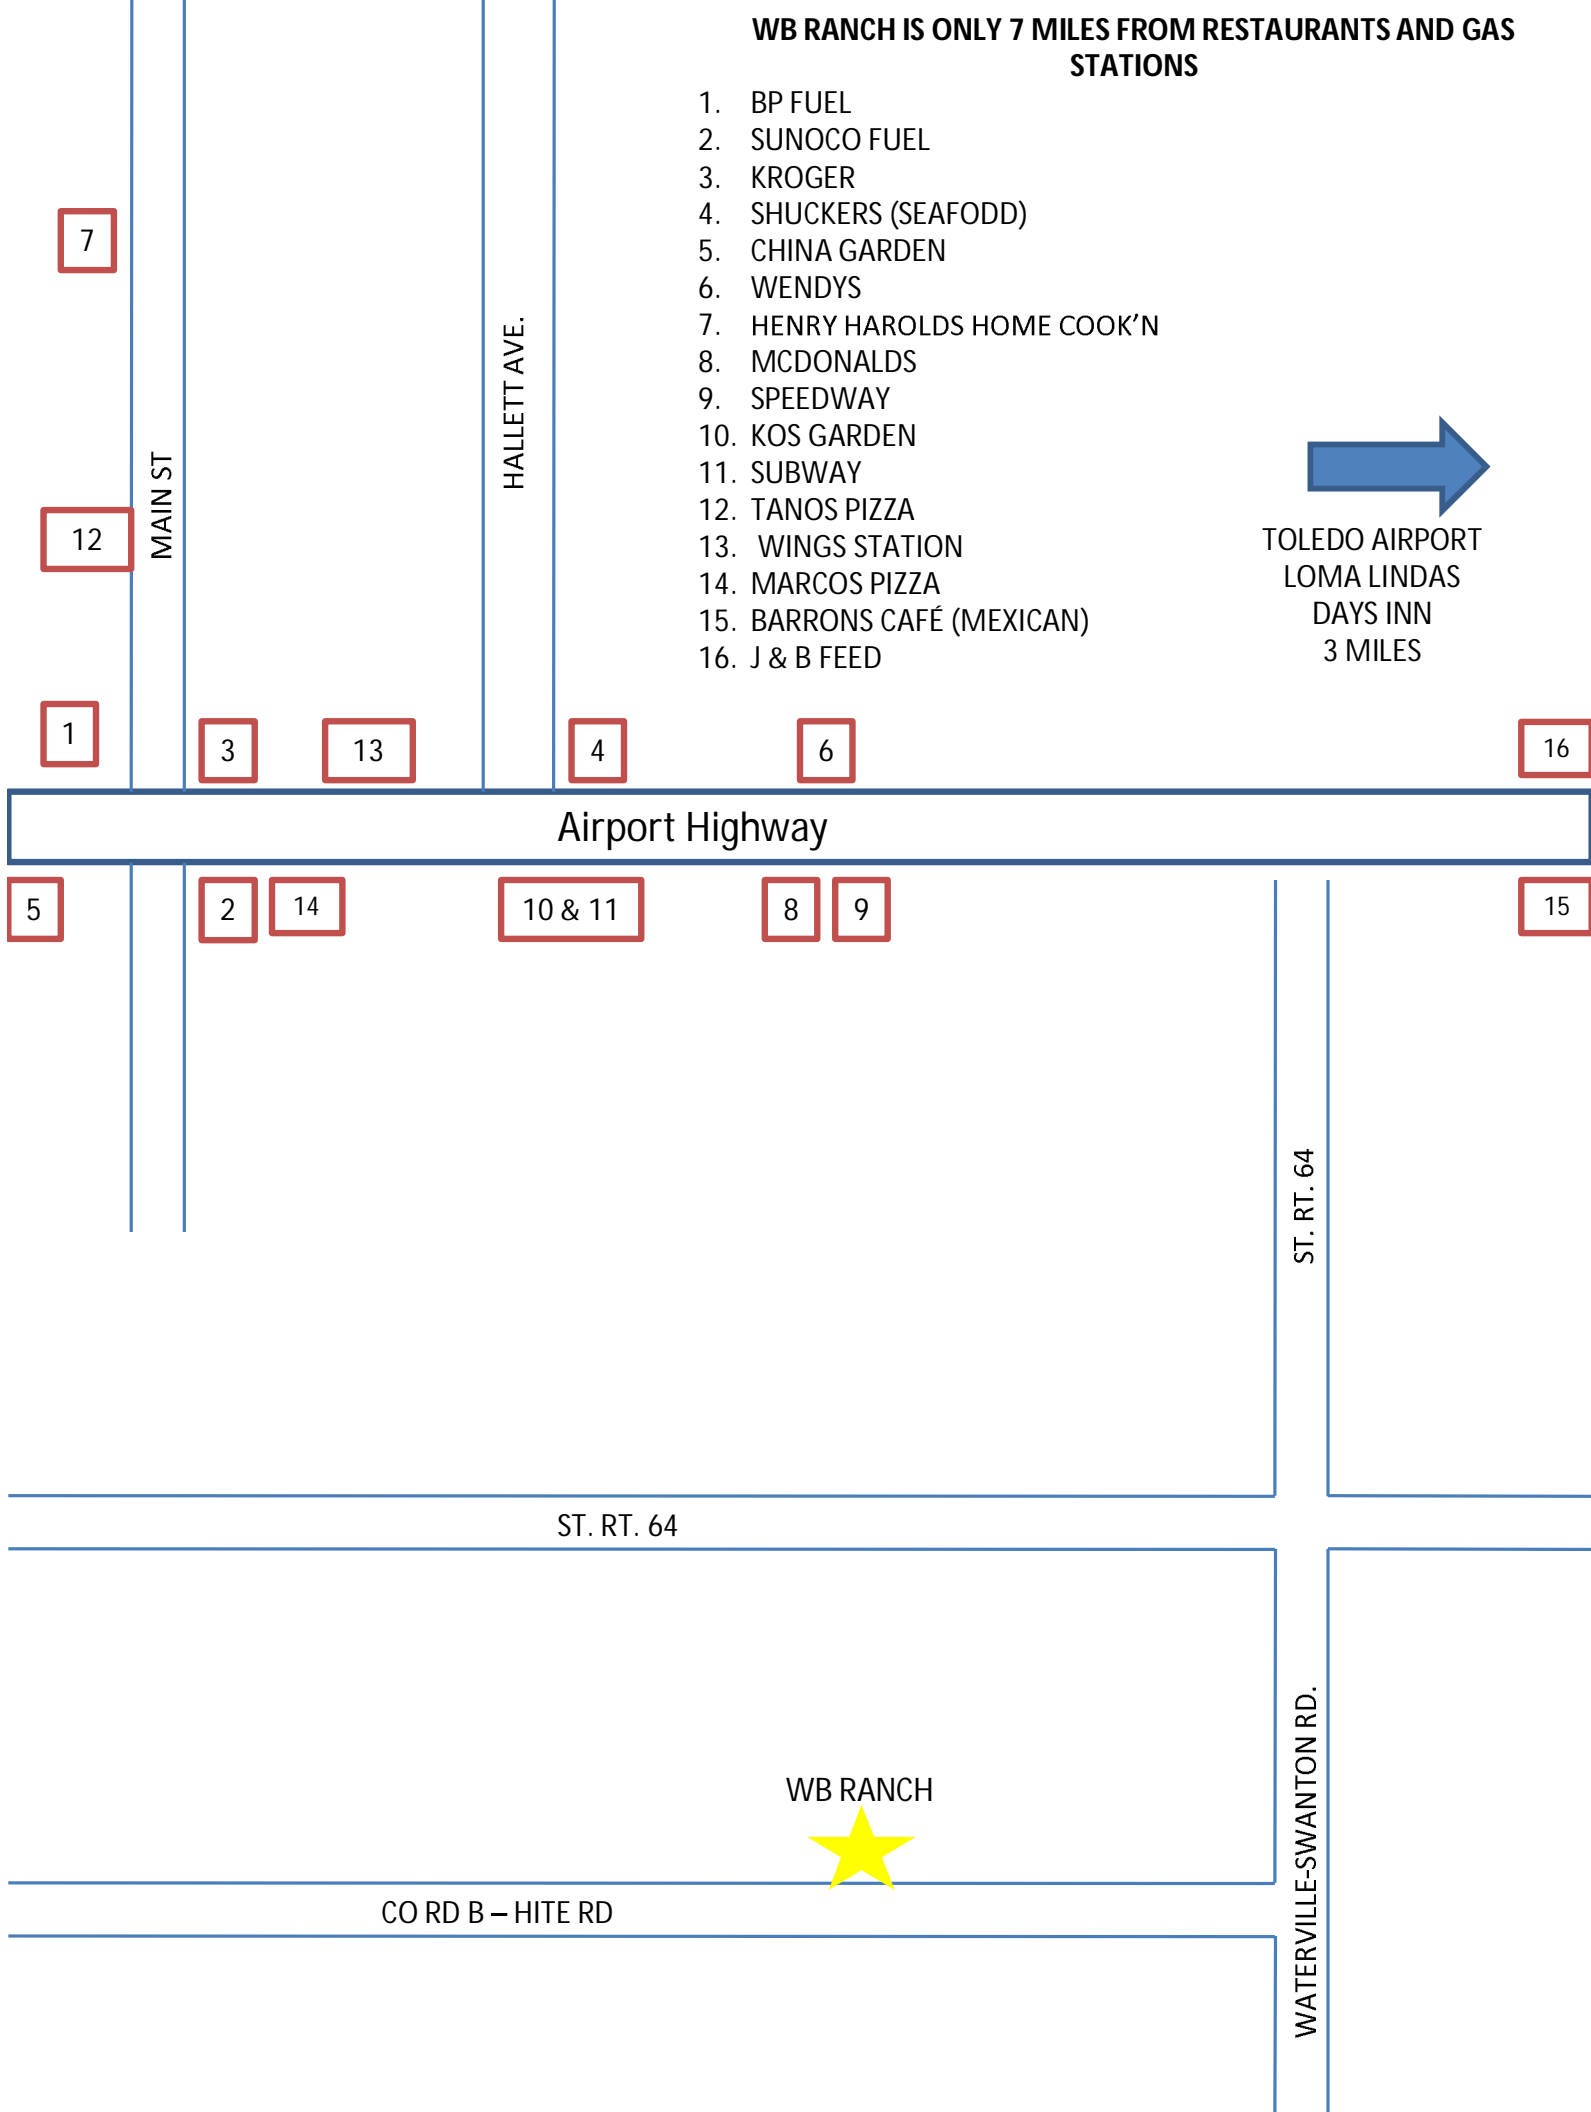 WB RANCH IS ONLY 7 MILES FROM RESTAURANTS AND GAS
STATIONS
1. BP FUEL
2. SUNOCO FUEL
3. KROGER
4. SHUCKERS (SEAFODD)
5. CHINA GARDEN
6. WENDYS
7. HENRY HAROLDS HOME COOK’N
8. MCDONALDS
9. SPEEDWAY
10. KOS GARDEN
11. SUBWAY
12. TANOS PIZZA
13. WINGS STATION
14. MARCOS PIZZA
15. BARRONS CAFÉ (MEXICAN)
16. J & B FEED
TOLEDO AIRPORT
LOMA LINDAS
DAYS INN
3 MILES
7
HALLETT AVE.
MAIN ST
12
1
3
13
4
6
16
Airport Highway
5
2
14
10 & 11
8
9
15
ST. RT. 64
ST. RT. 64
WB RANCH
WATERVILLE-SWANTON RD.
CO RD B – HITE RD